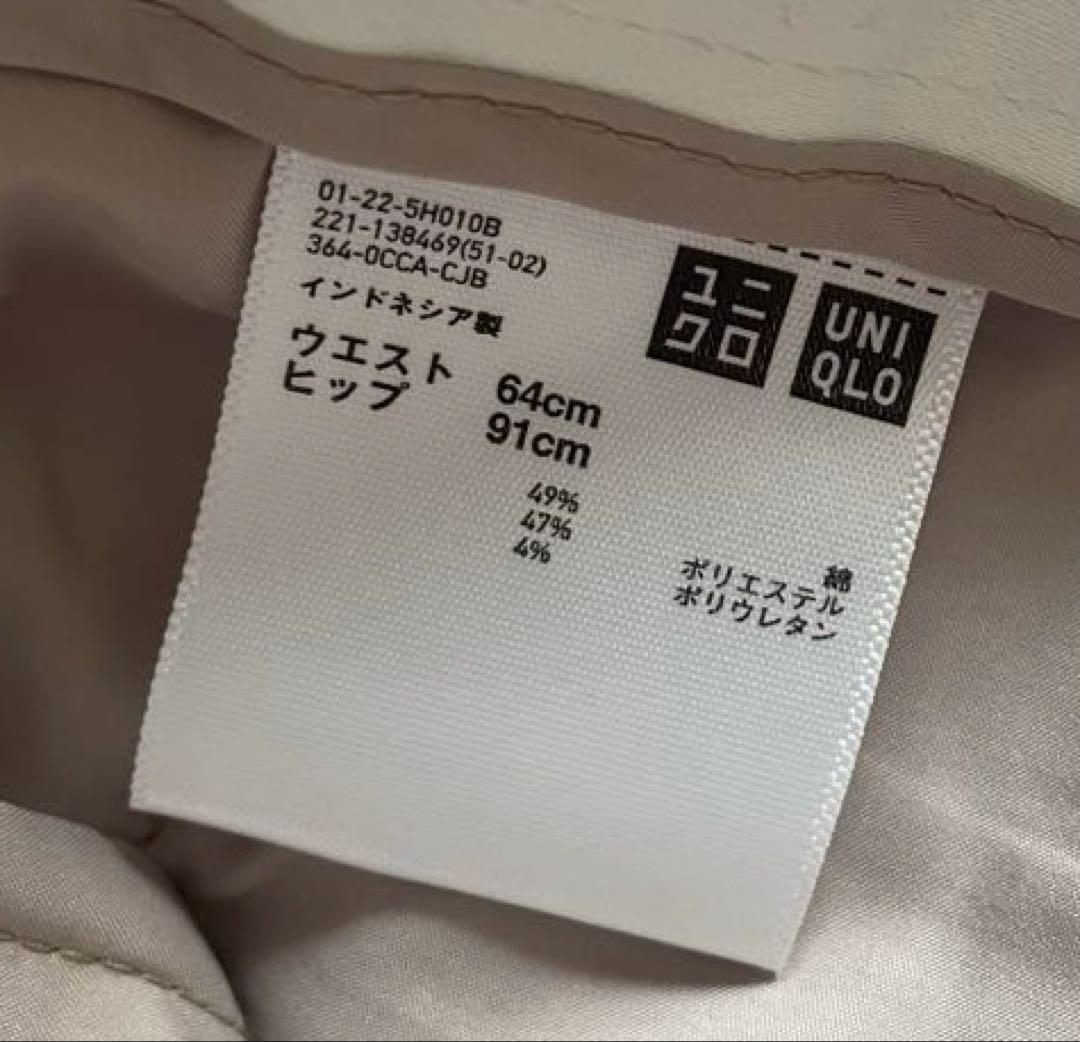 01-22-5H010B
221-138469(51-02)
364-0CCA-CJB
インドネシア製
ユニ
クロ
UNI
QLO
ウエスト 64cm
ヒップ 91cm
49% 綿
47% ポリエステル
4% ポリウレタン